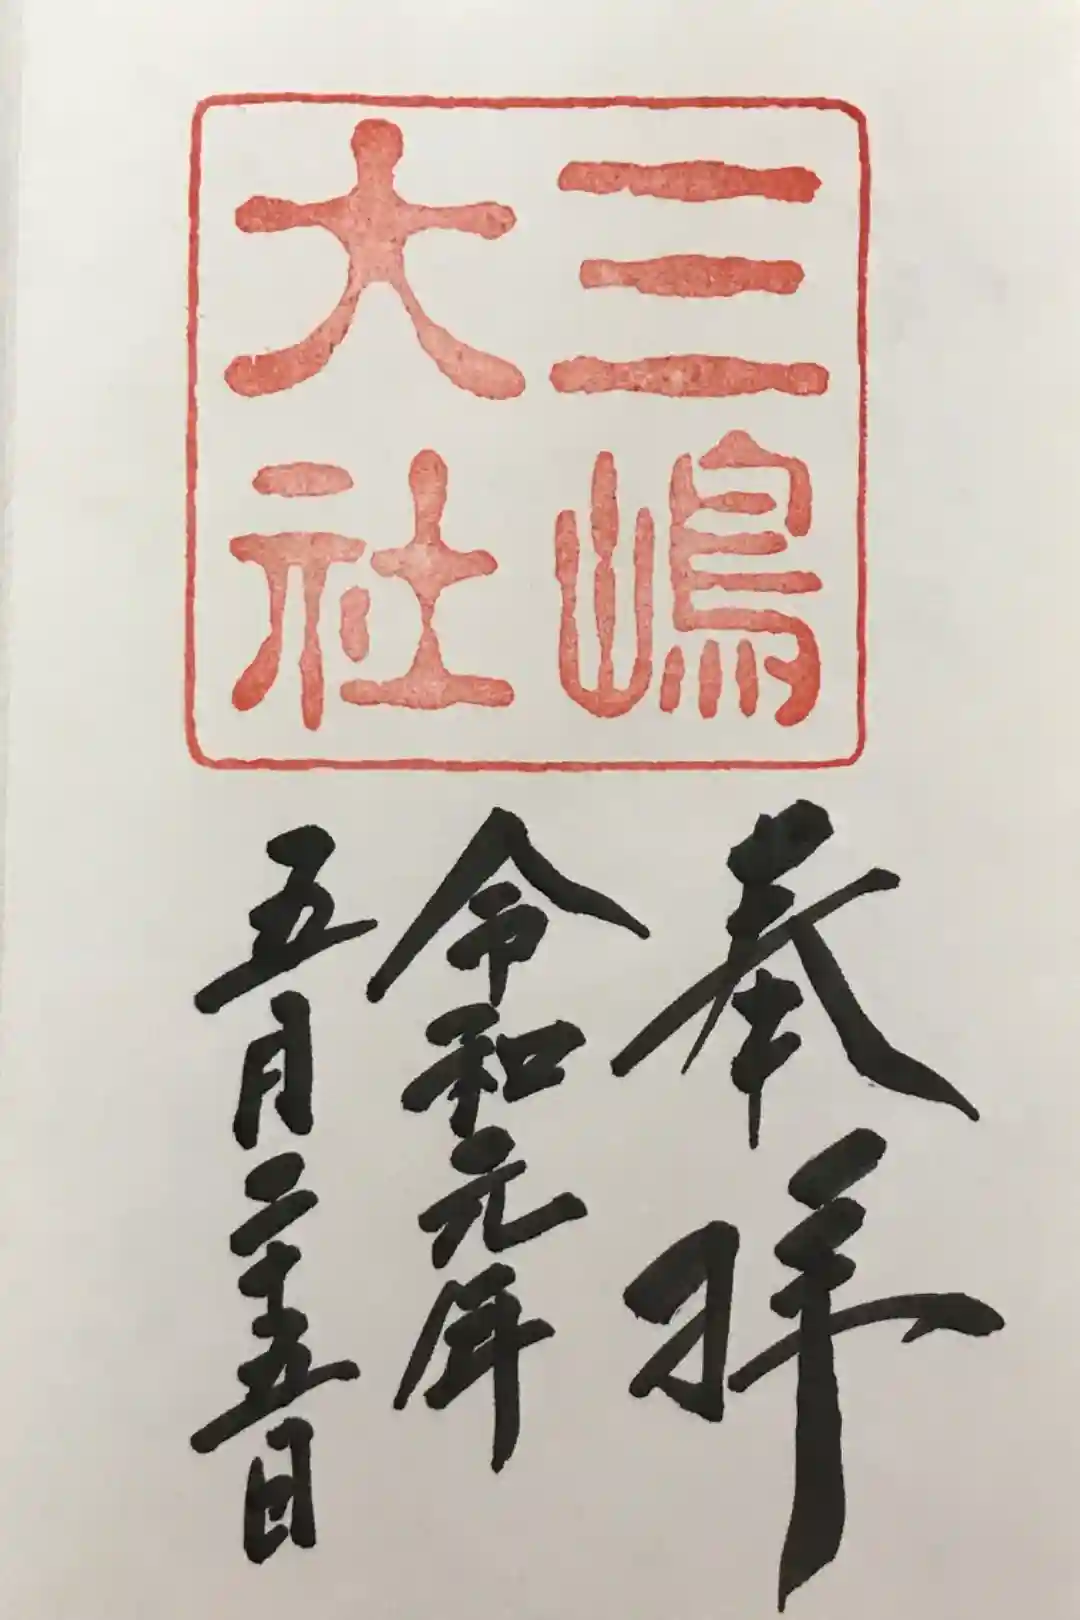 三嶋
大社
奉拝
令和元年
五月二十五日